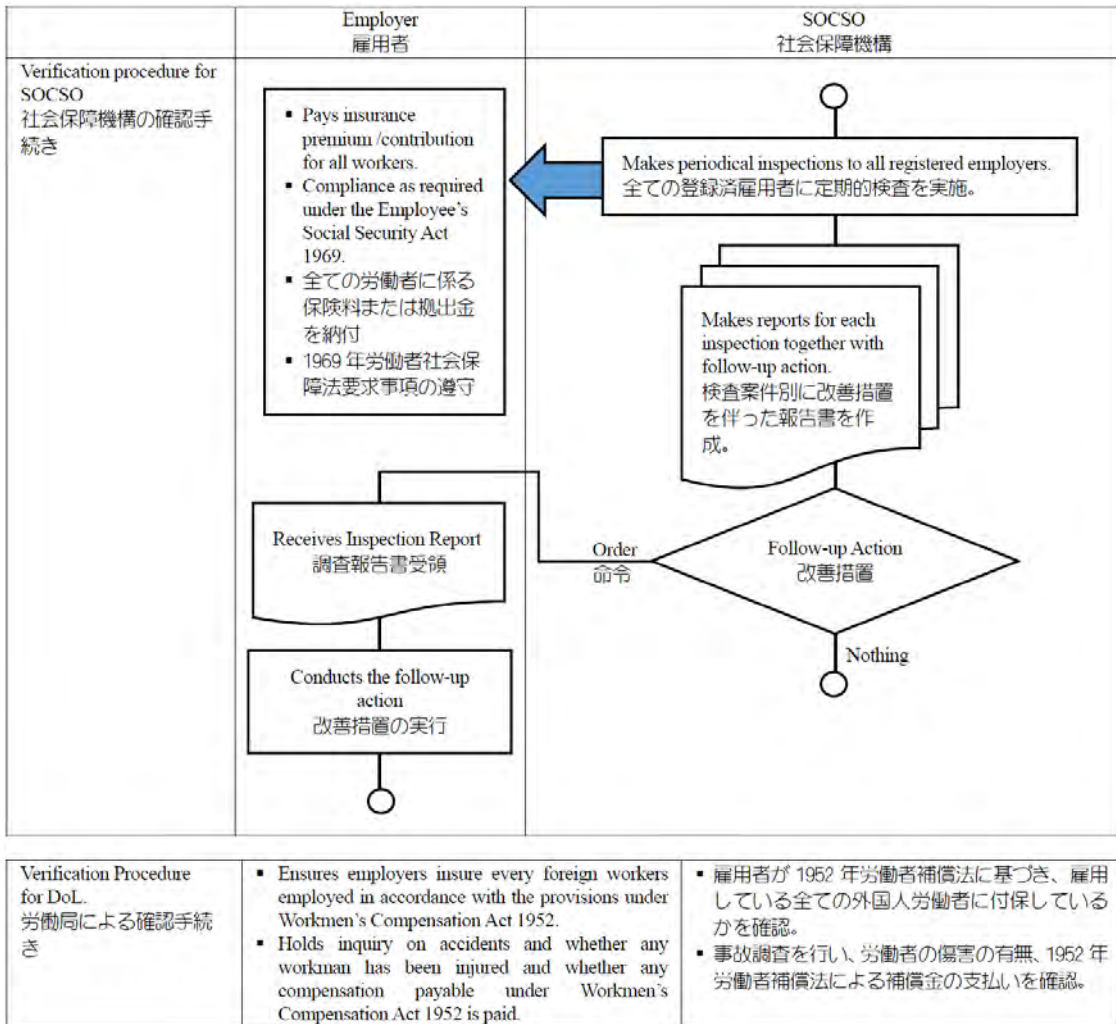 Employer
雇用者
SOCSO
社会保障機構
Verification procedure for
SOCSO
社会保障機構の確認手
続き
▪ Pays insurance
premium /contribution
for all workers.
▪ Compliance as required
under the Employee's
Social Security Act
1969.
▪ 全ての労働者に係る
保険料または拠出金
を納付
▪ 1969 年労働者社会保
障法要求事項の遵守
Makes periodical inspections to all registered employers.
全ての登録済雇用者に定期的検査を実施。
Makes reports for each
inspection together with
follow-up action.
検査案件別に改善措置
を伴った報告書を作
成。
Receives Inspection Report
調査報告書受領
Order
命令
Follow-up Action
改善措置
Nothing
Conducts the follow-up
action
改善措置の実行
Verification Procedure
for DoL.
労働局による確認手続
き
▪ Ensures employers insure every foreign workers
employed in accordance with the provisions under
Workmen's Compensation Act 1952.
▪ Holds inquiry on accidents and whether any
workman has been injured and whether any
compensation payable under Workmen's
Compensation Act 1952 is paid.
▪ 雇用者が 1952 年労働者補償法に基づき、雇用
している全ての外国人労働者に付保している
かを確認。
▪ 事故調査を行い、労働者の傷害の有無、1952 年
労働者補償法による補償金の支払いを確認。